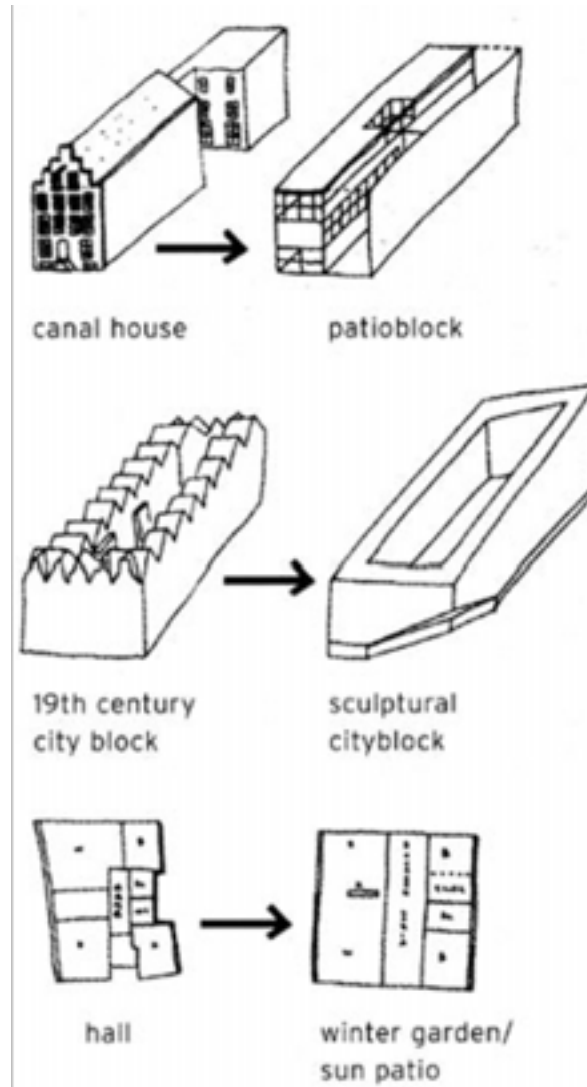 canal house
patioblock
19th century
city block
sculptural
cityblock
hall
winter garden/
sun patio